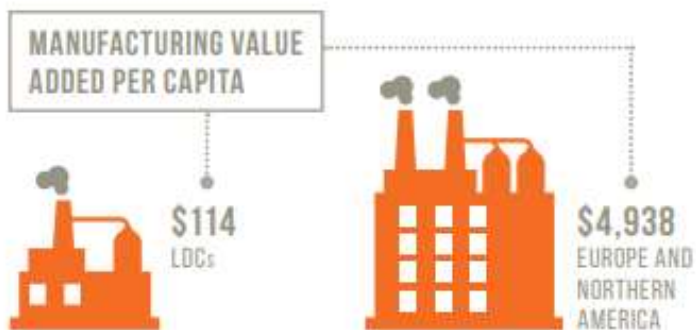 MANUFACTURING VALUE
ADDED PER CAPITA
$114
LDCs
$4,938
EUROPE AND
NORTHERN
AMERICA